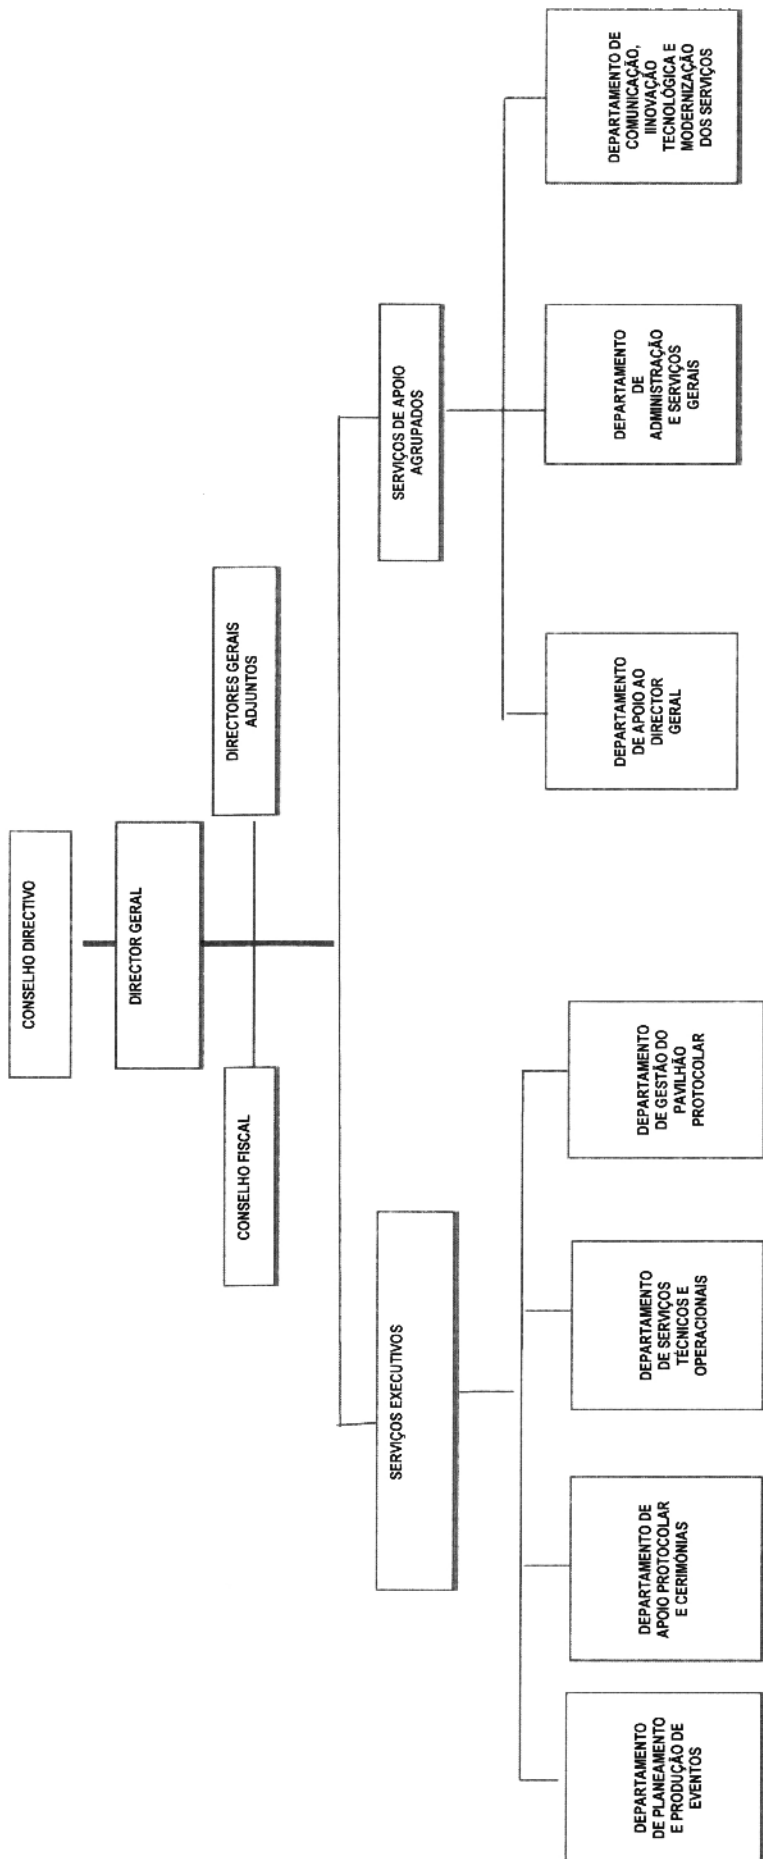 CONSELHO DIRECTIVO
DIRECTOR GERAL
CONSELHO FISCAL
DIRECTORES GERAIS
ADJUNTOS
SERVIÇOS EXECUTIVOS
SERVIÇOS DE APOIO
AGRUPADOS
DEPARTAMENTO
DE PLANEAMENTO
E PRODUÇÃO DE
EVENTOS
DEPARTAMENTO DE
APOIO PROTOCOLAR
E CERIMÓNIAS
DEPARTAMENTO
DE SERVIÇOS
TÉCNICOS E
OPERACIONAIS
DEPARTAMENTO
DE GESTÃO DO
PAVILHÃO
PROTOCOLAR
DEPARTAMENTO
DE APOIO AO
DIRECTOR
GERAL
DEPARTAMENTO
DE
ADMINISTRAÇÃO
E SERVIÇOS
GERAIS
DEPARTAMENTO DE
COMUNICAÇÃO,
IINOVAÇÃO
TECNOLÓGICA E
MODERNIZAÇÃO
DOS SERVIÇOS